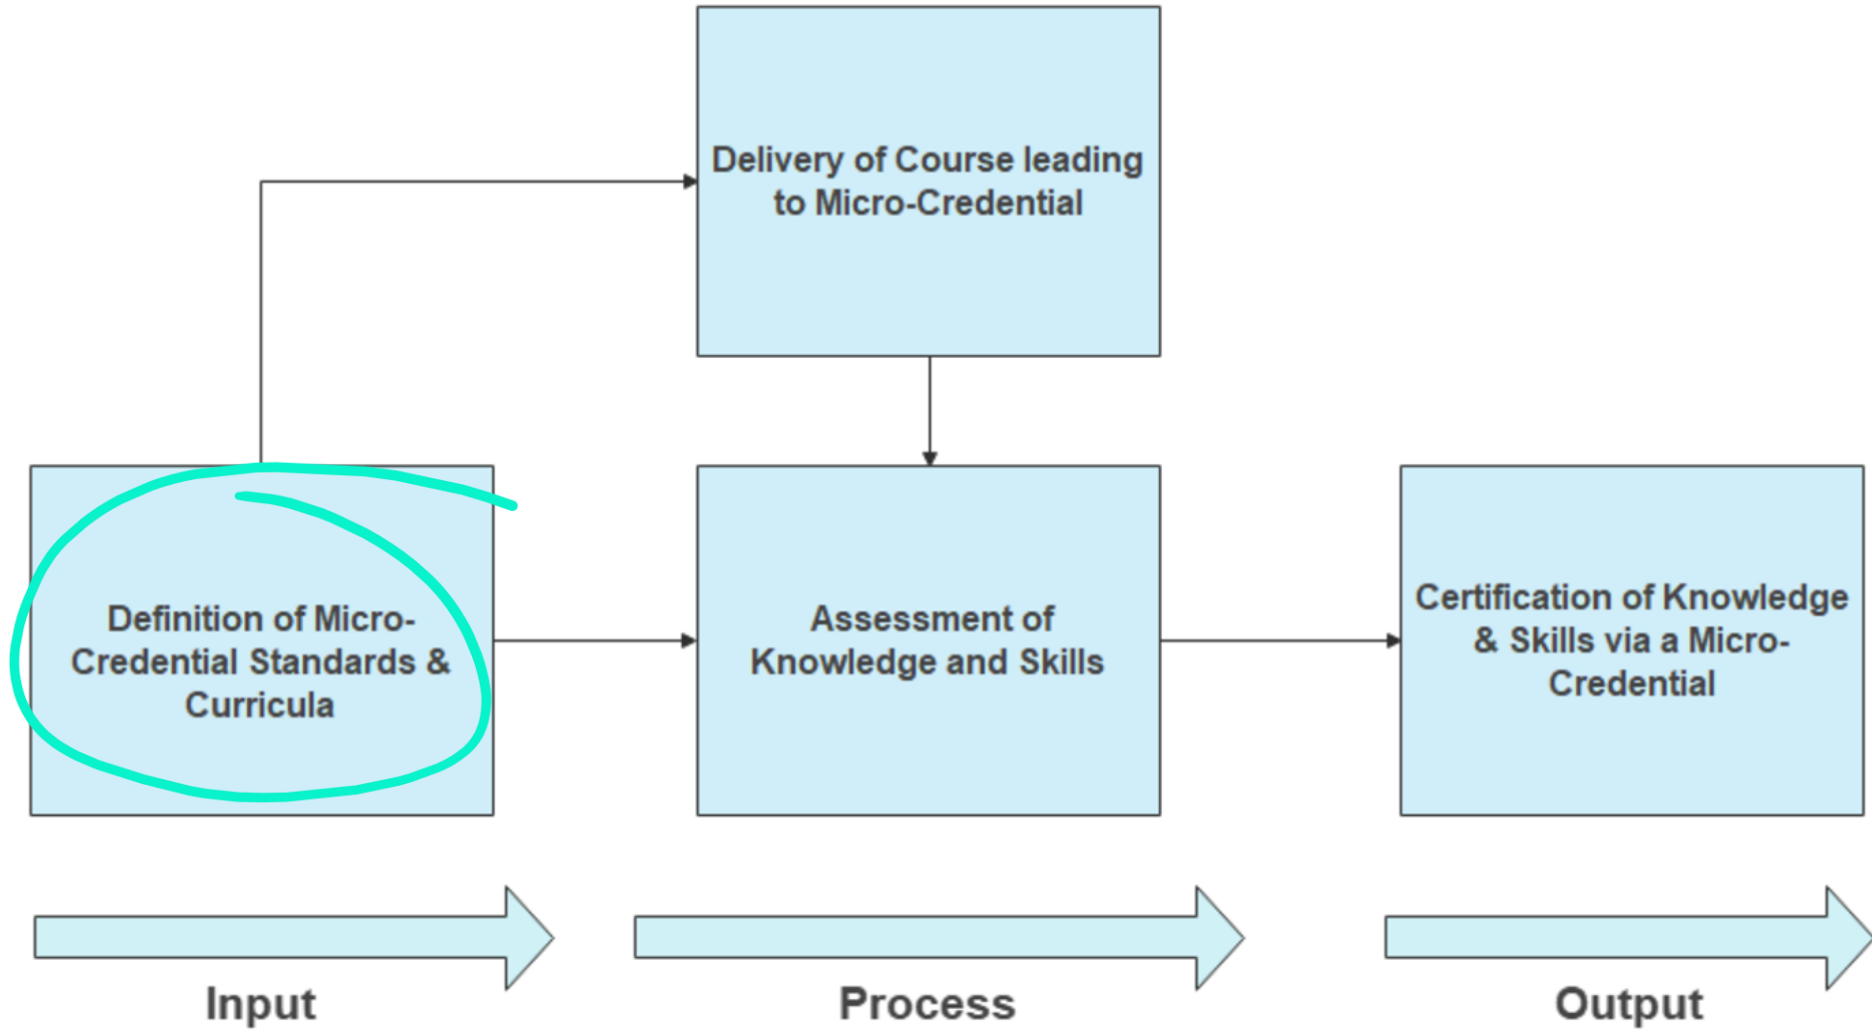 Delivery of Course leading
to Micro-Credential
Definition of Micro-
Credential Standards &
Curricula
Assessment of
Knowledge and Skills
Certification of Knowledge
& Skills via a Micro-
Credential
Input
Process
Output